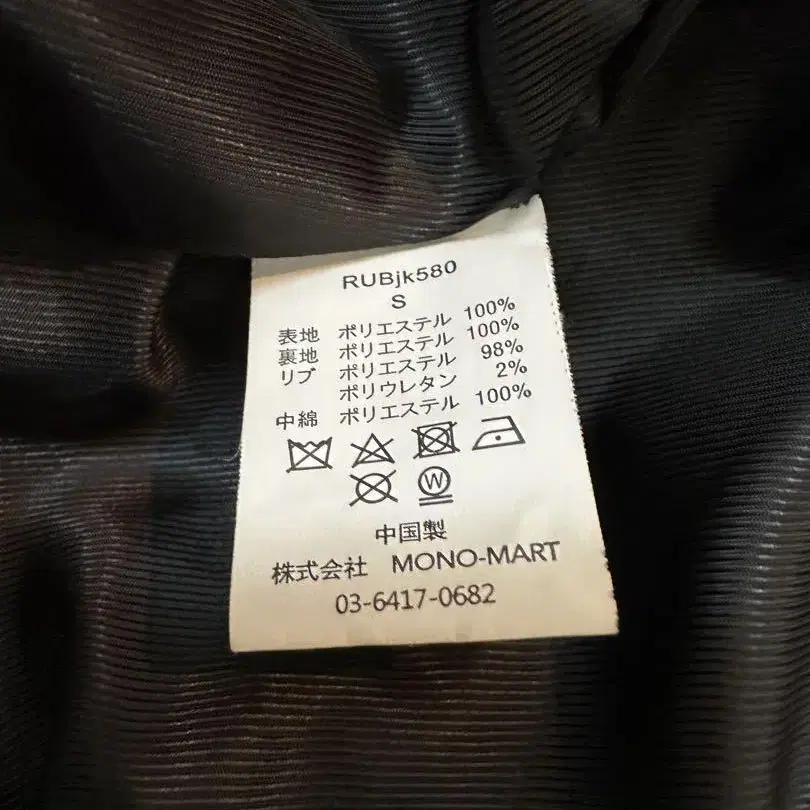 RUBjk580
S
表地 ポリエステル 100%
裏地 ポリエステル 100%
リブ ポリエステル 98%
ポリウレタン 2%
中綿 ポリエステル 100%
W
中国製
株式会社 MONO-MART
03-6417-0682